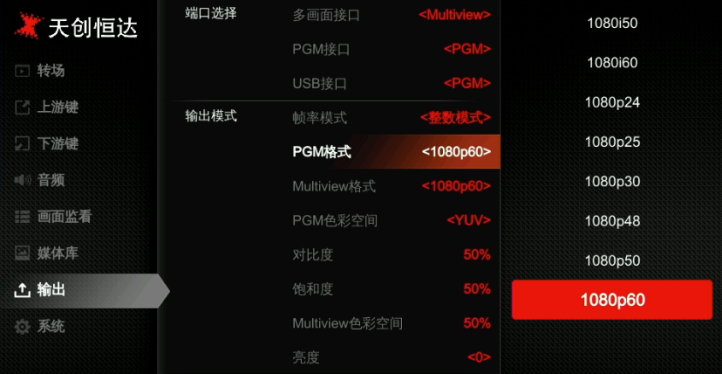 天创恒达
转场
上游键
下游键
音频
画面监看
媒体库
输出
系统
端口选择
多画面接口 <Multiview>
PGM接口 <PGM>
USB接口 <PGM>
输出模式
帧率模式 <整数模式>
PGM格式 <1080p60>
Multiview格式 <1080p60>
PGM色彩空间 <YUV>
对比度 50%
饱和度 50%
Multiview色彩空间 50%
亮度 <0>
1080i50
1080i60
1080p24
1080p25
1080p30
1080p48
1080p50
1080p60